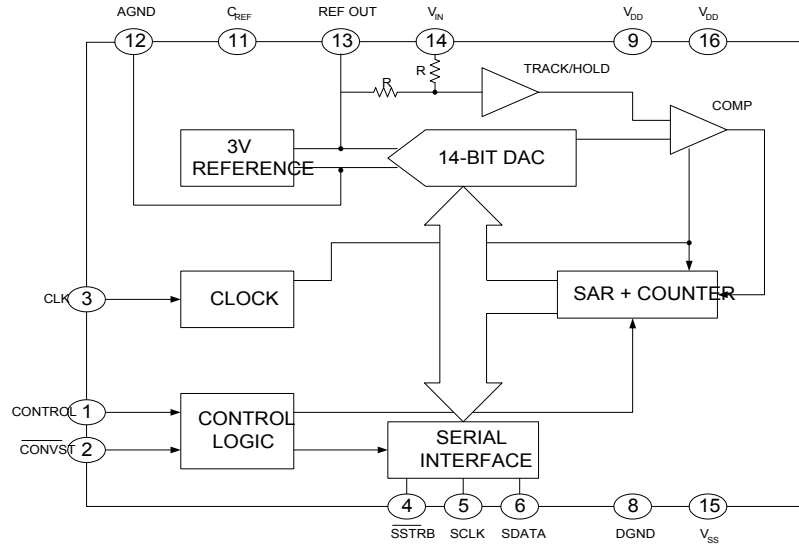 AGND
CREF
REF OUT
VIN
VDD
VDD
12
11
13
14
9
16
R
R
TRACK/HOLD
COMP
3V
REFERENCE
14-BIT DAC
CLK
3
CLOCK
SAR + COUNTER
CONTROL
1
CONVST
2
CONTROL
LOGIC
SERIAL
INTERFACE
4
5
6
8
15
SSTRB
SCLK
SDATA
DGND
VSS